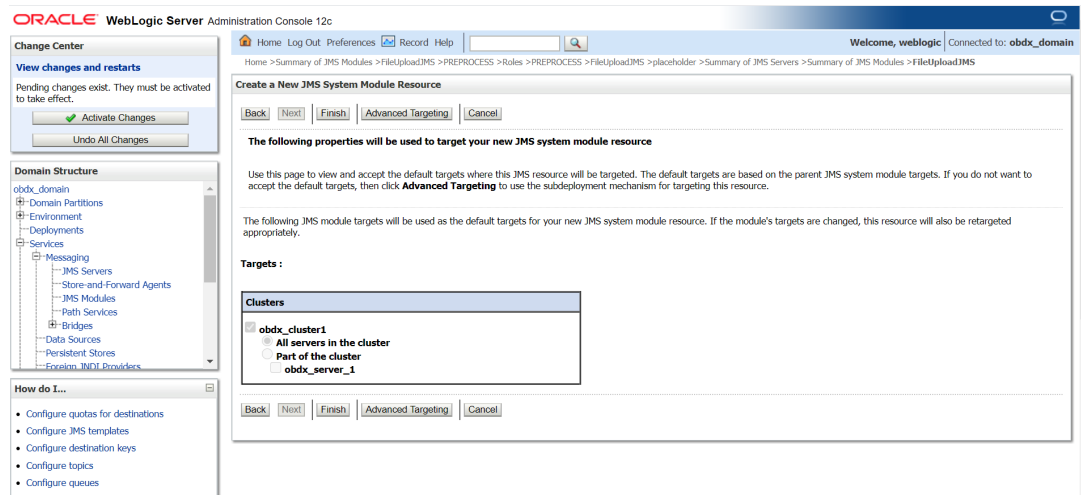 ORACLE WebLogic Server Administration Console 12c
Change Center
View changes and restarts
Pending changes exist. They must be activated
to take effect.
Activate Changes
Undo All Changes
Domain Structure
obdx_domain
Domain Partitions
Environment
Deployments
Services
Messaging
JMS Servers
Store-and-Forward Agents
JMS Modules
Path Services
Bridges
Data Sources
Persistent Stores
Foreign JNDI Providers
How do I...
Configure quotas for destinations
Configure JMS templates
Configure destination keys
Configure topics
Configure queues
Home Log Out Preferences Record Help
Welcome, weblogic Connected to: obdx_domain
Home >Summary of JMS Modules >FileUploadJMS >PREPROCESS >Roles >PREPROCESS >FileUploadJMS >placeholder >Summary of JMS Servers >Summary of JMS Modules >FileUploadJMS
Create a New JMS System Module Resource
Back Next Finish Advanced Targeting Cancel
The following properties will be used to target your new JMS system module resource
Use this page to view and accept the default targets where this JMS resource will be targeted. The default targets are based on the parent JMS system module targets. If you do not want to
accept the default targets, then click Advanced Targeting to use the subdeployment mechanism for targeting this resource.
The following JMS module targets will be used as the default targets for your new JMS system module resource. If the module's targets are changed, this resource will also be retargeted
appropriately.
Targets :
Clusters
obdx_cluster1
All servers in the cluster
Part of the cluster
obdx_server_1
Back Next Finish Advanced Targeting Cancel